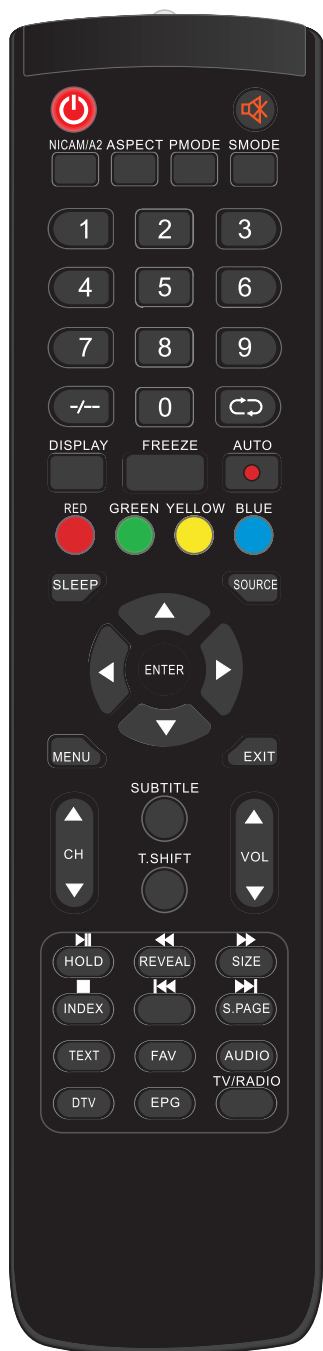 NICAM/A2 ASPECT PMODE SMODE
1 2 3
4 5 6
7 8 9
-/-- 0
DISPLAY FREEZE AUTO
RED GREEN YELLOW BLUE
SLEEP SOURCE
ENTER
MENU EXIT
SUBTITLE
CH T.SHIFT VOL
HOLD REVEAL SIZE
INDEX S.PAGE
TEXT FAV AUDIO
TV/RADIO
DTV EPG